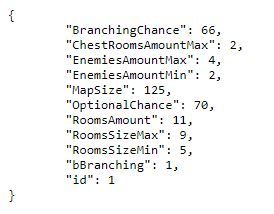 {
"BranchingChance": 66,
"ChestRoomsAmountMax": 2,
"EnemiesAmountMax": 4,
"EnemiesAmountMin": 2,
"MapSize": 125,
"OptionalChance": 70,
"RoomsAmount": 11,
"RoomsSizeMax": 9,
"RoomsSizeMin": 5,
"bBranching": 1,
"id": 1
}